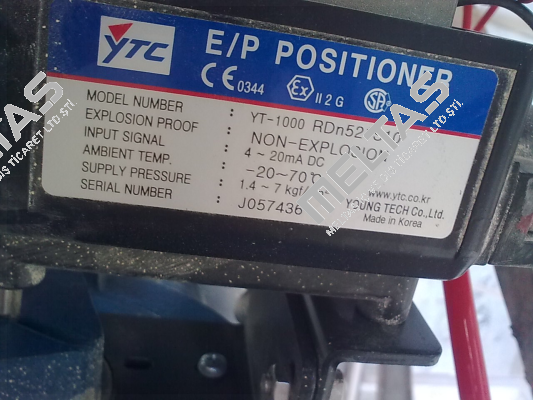 YTC
E/P POSITIONER
CE 0344 Ex II 2 G SA
MODEL NUMBER : YT-1000 RDn52
EXPLOSION PROOF : NON-EXPLOSION
INPUT SIGNAL : 4 ~ 20mA DC
AMBIENT TEMP. : -20~70℃
SUPPLY PRESSURE : 1.4 ~ 7 kgf/
SERIAL NUMBER : J057436
www.ytc.co.kr
YOUNG TECH Co.,Ltd.
Made in Korea
MELTAS